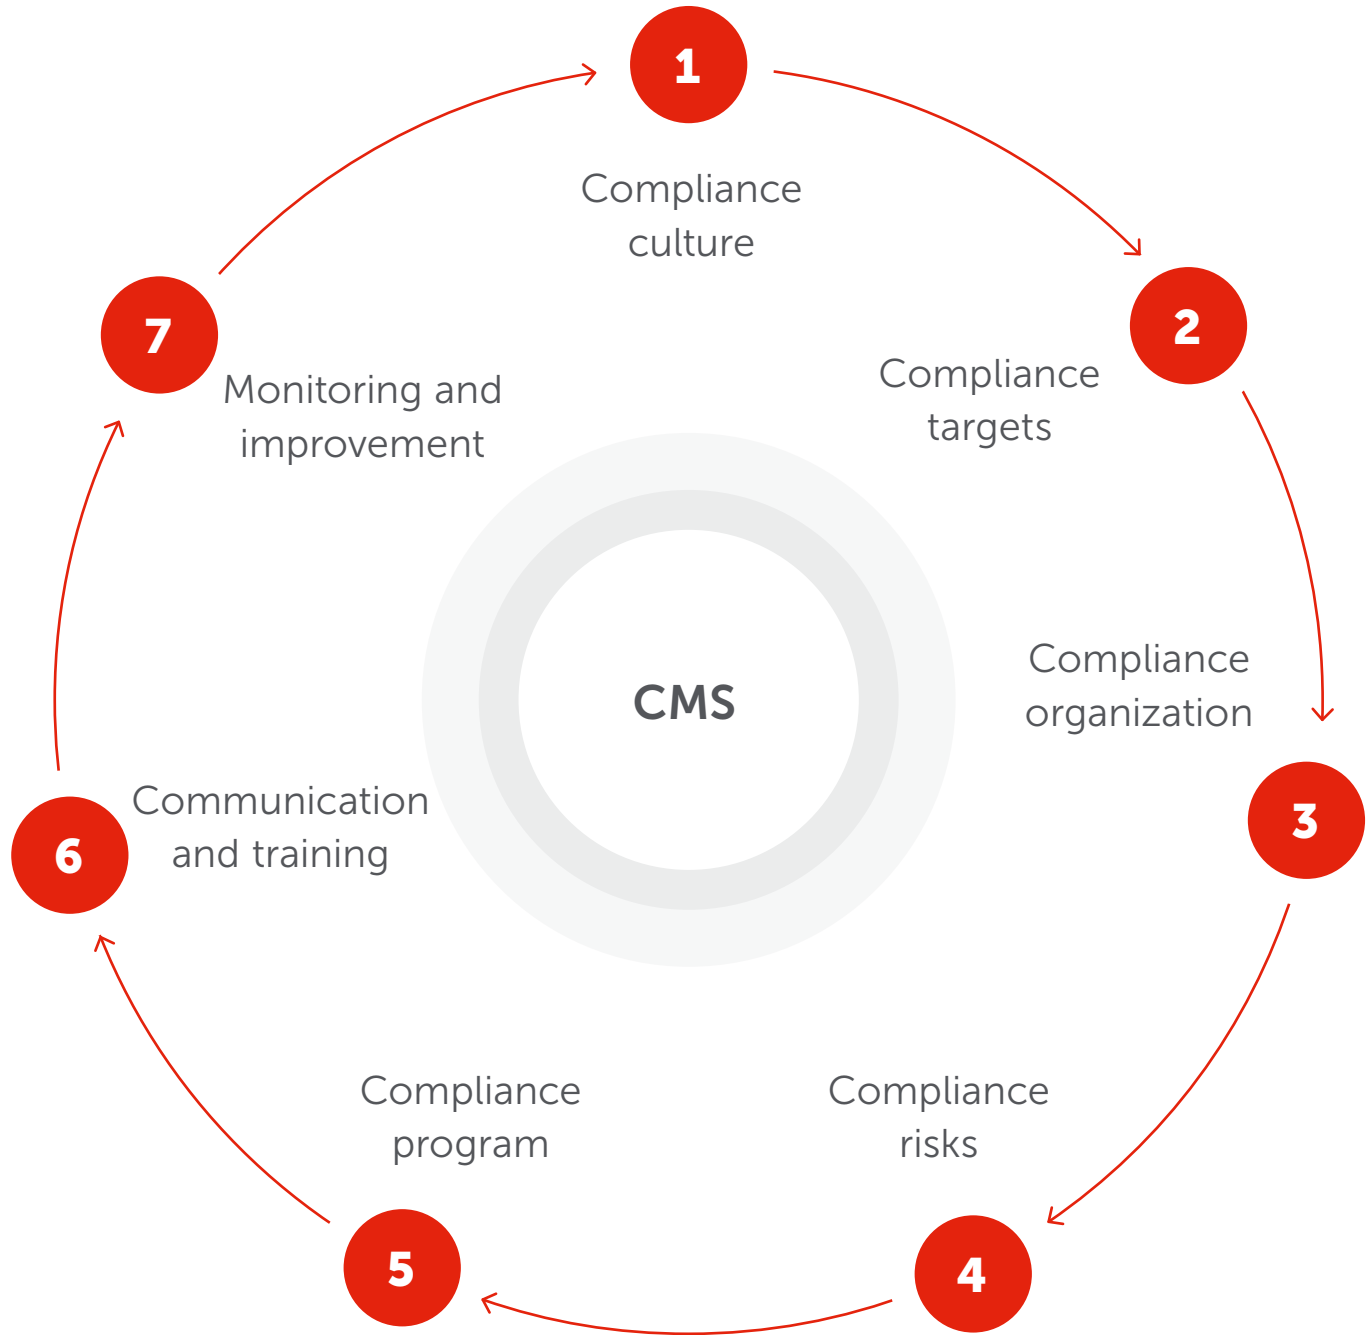 1
Compliance
culture
2
Compliance
targets
3
Compliance
organization
4
Compliance
risks
5
Compliance
program
6
Communication
and training
7
Monitoring and
improvement
CMS